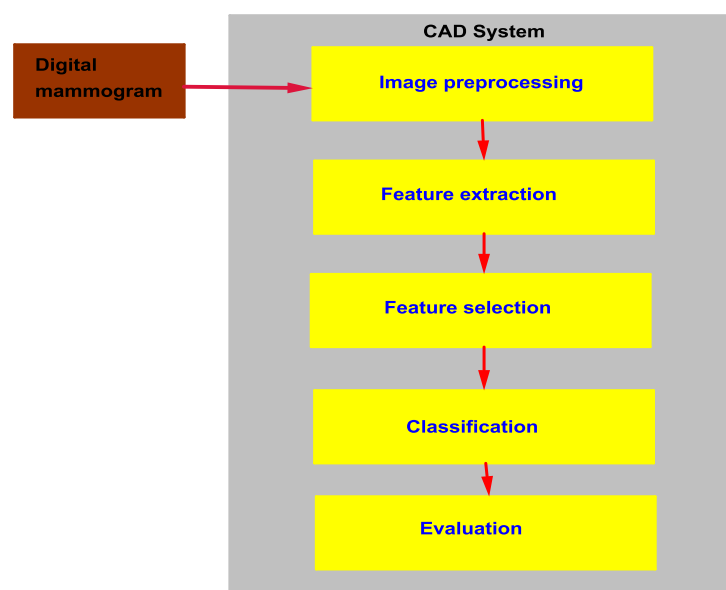 CAD System
Digital
mammogram
Image preprocessing
Feature extraction
Feature selection
Classification
Evaluation